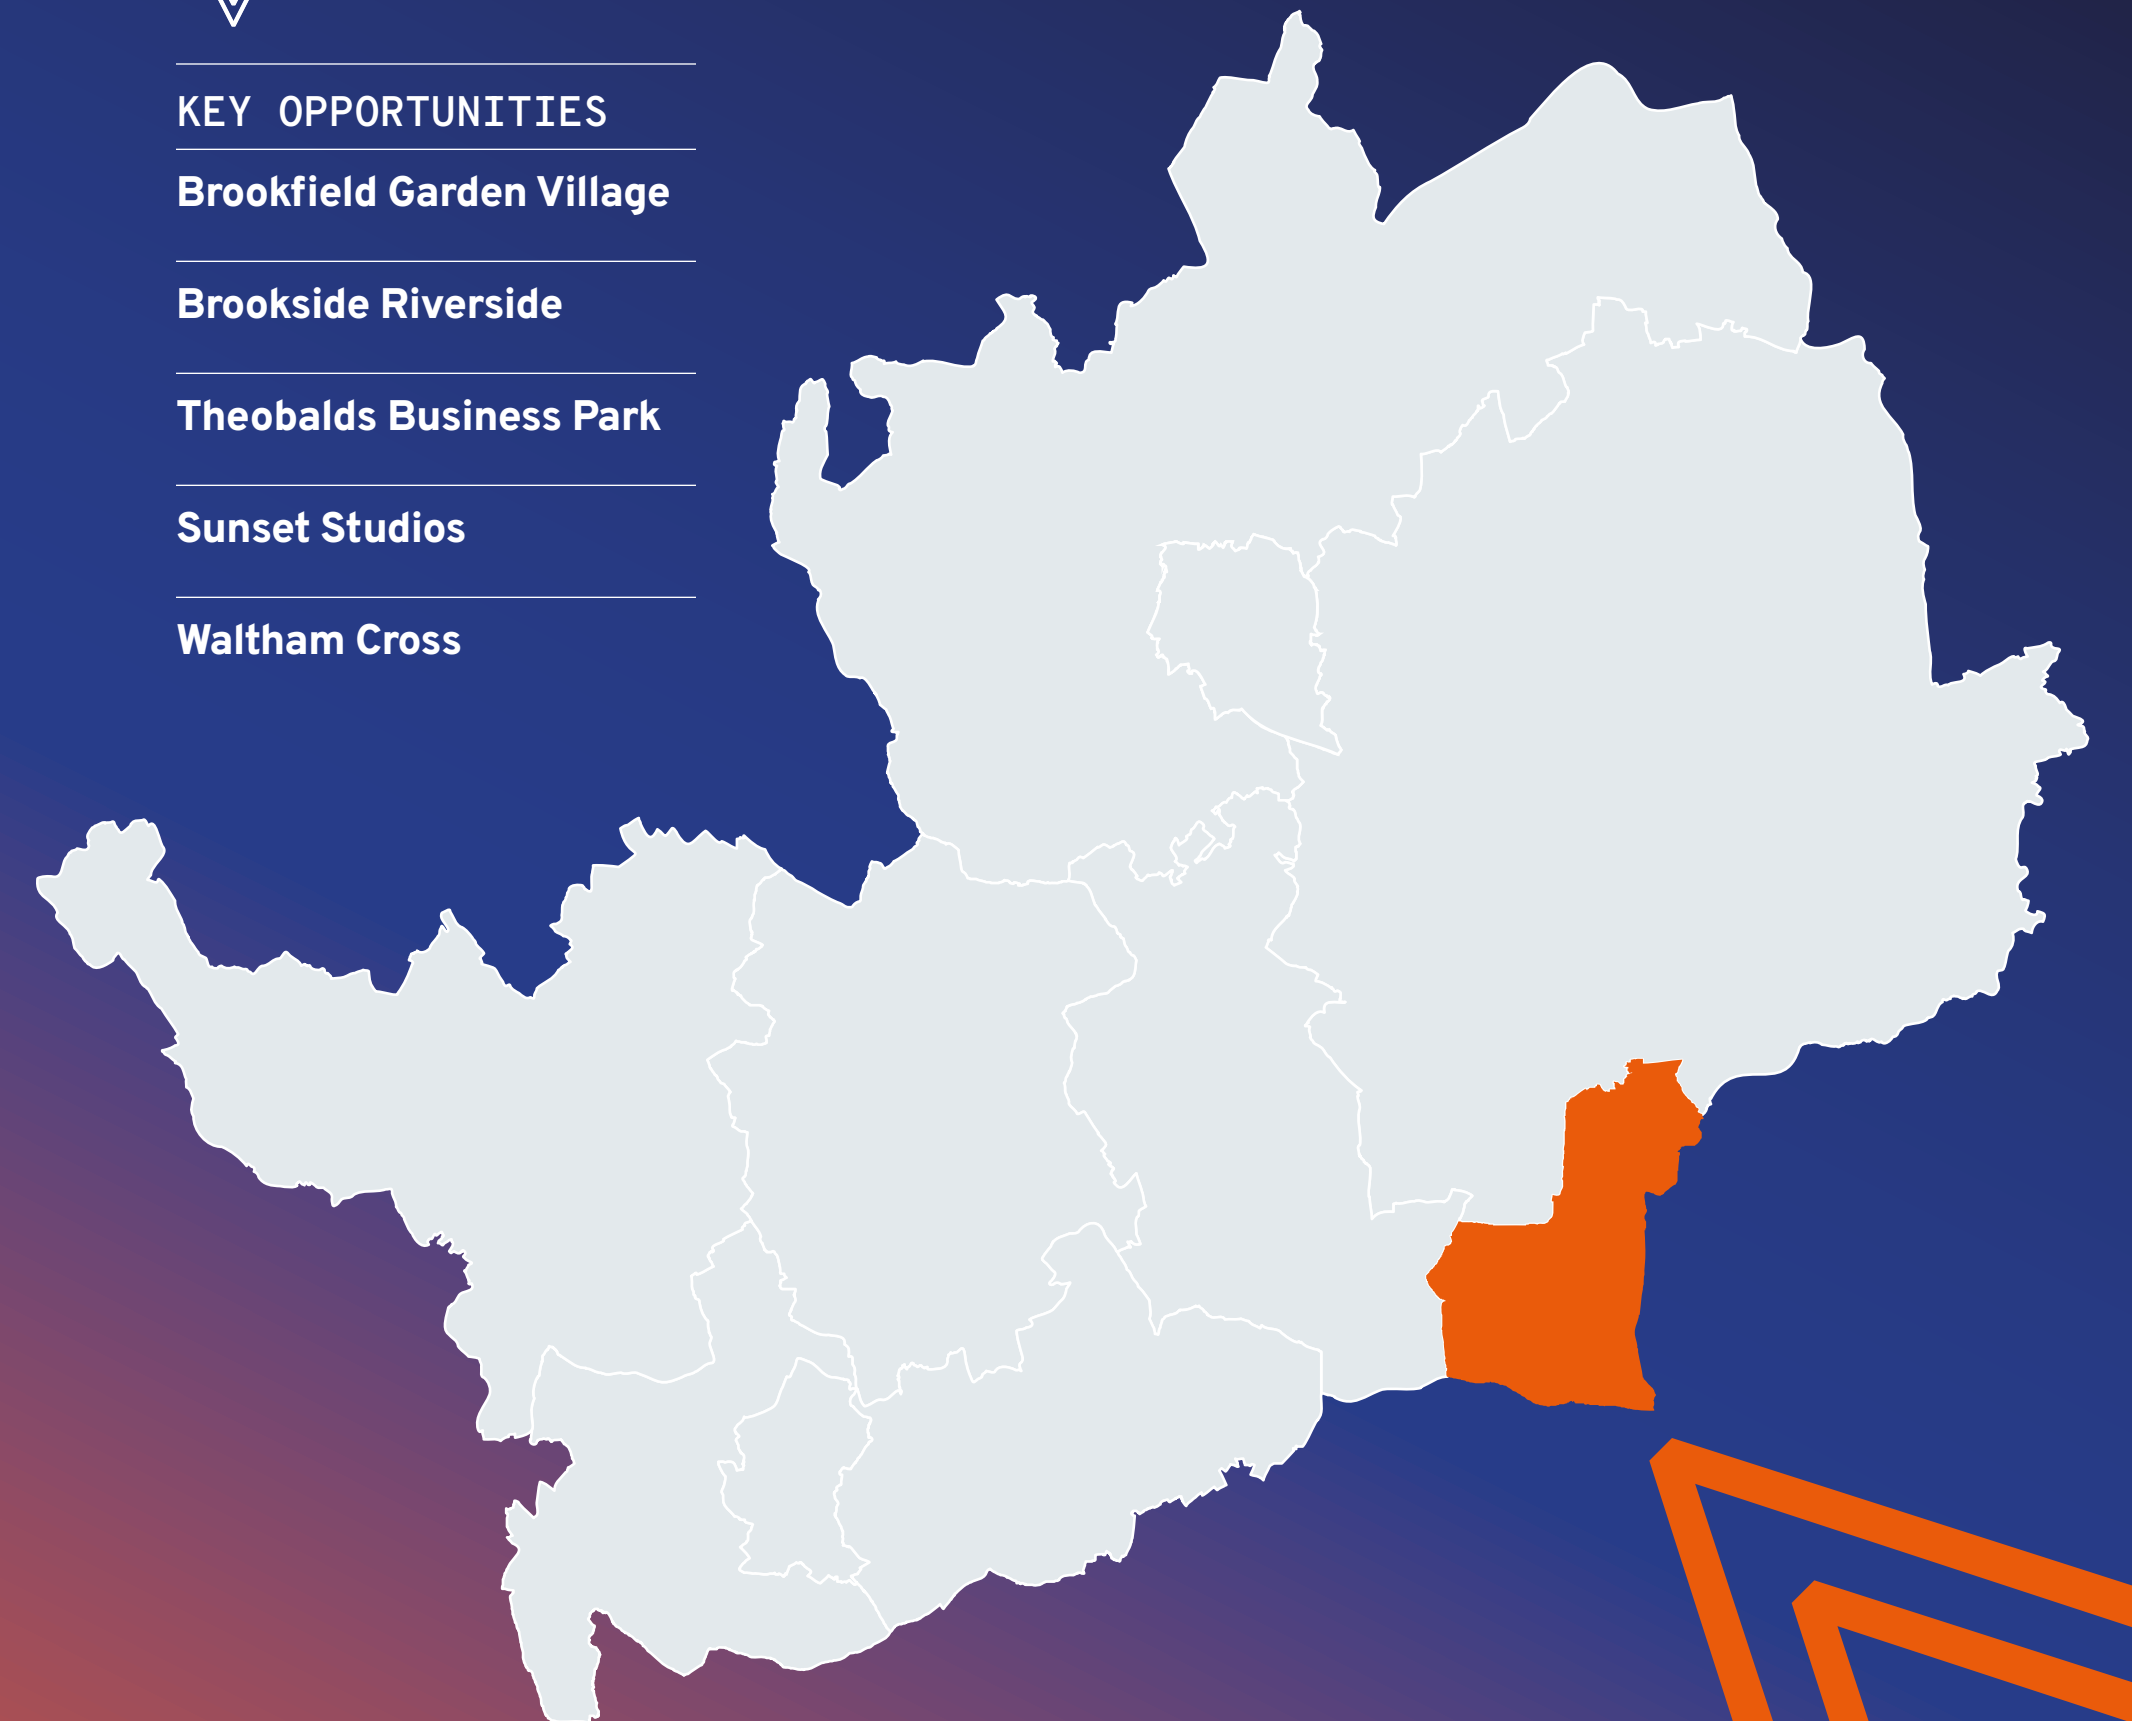 KEY OPPORTUNITIES
Brookfield Garden Village
Brookside Riverside
Theobalds Business Park
Sunset Studios
Waltham Cross